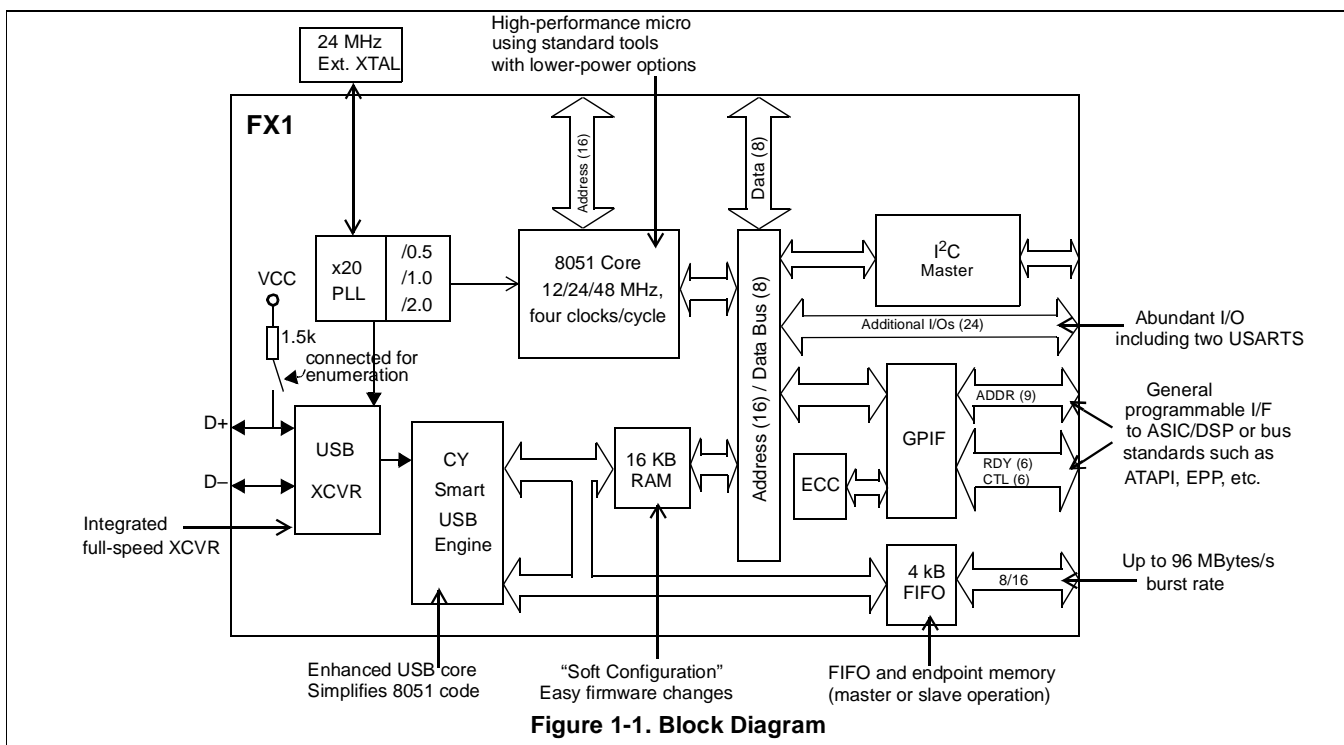 High-performance micro
using standard tools
with lower-power options
24 MHz
Ext. XTAL
FX1
Address (16)
Data (8)
x20
PLL
/0.5
/1.0
/2.0
8051 Core
12/24/48 MHz,
four clocks/cycle
Address (16) / Data Bus (8)
I2C
Master
VCC
1.5k
connected for
enumeration
Additional I/Os (24)
Abundant I/O
including two USARTS
D+
D–
USB
XCVR
CY
Smart
USB
Engine
16 KB
RAM
ECC
GPIF
ADDR (9)
RDY (6)
CTL (6)
General
programmable I/F
to ASIC/DSP or bus
standards such as
ATAPI, EPP, etc.
Integrated
full-speed XCVR
4 kB
FIFO
8/16
Up to 96 MBytes/s
burst rate
Enhanced USB core
Simplifies 8051 code
“Soft Configuration”
Easy firmware changes
FIFO and endpoint memory
(master or slave operation)
Figure 1-1. Block Diagram